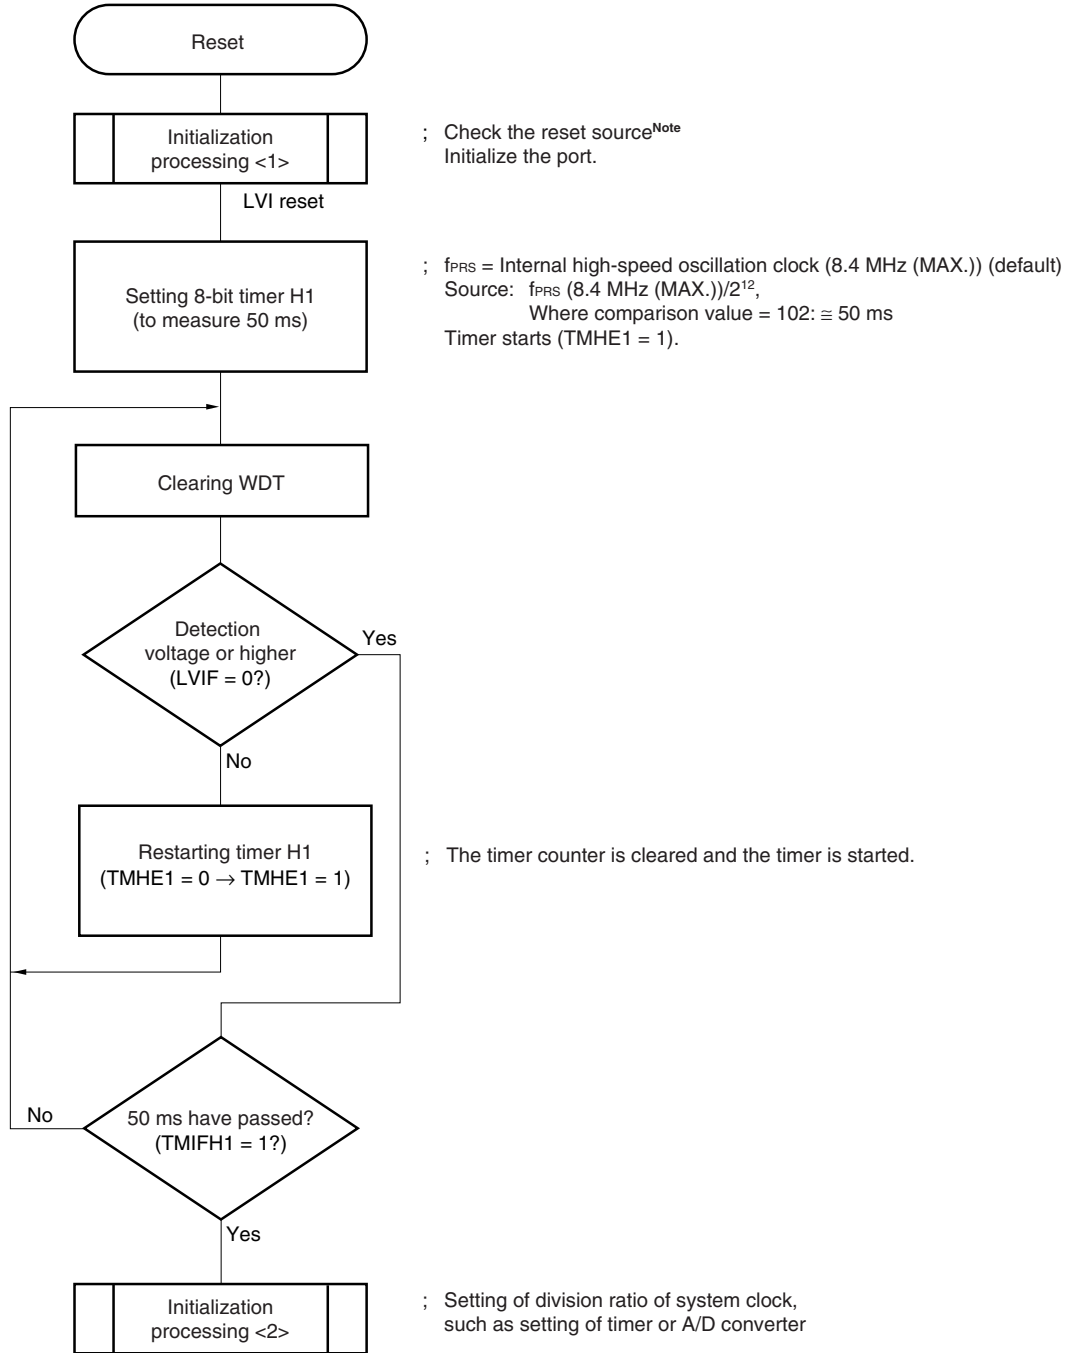 Reset
Initialization
processing <1>
; Check the reset source^Note
Initialize the port.
LVI reset
Setting 8-bit timer H1
(to measure 50 ms)
; fPRS = Internal high-speed oscillation clock (8.4 MHz (MAX.)) (default)
Source: fPRS (8.4 MHz (MAX.))/2^12,
Where comparison value = 102: ≅ 50 ms
Timer starts (TMHE1 = 1).
Clearing WDT
Detection
voltage or higher
(LVIF = 0?)
Yes
No
Restarting timer H1
(TMHE1 = 0 → TMHE1 = 1)
; The timer counter is cleared and the timer is started.
50 ms have passed?
(TMIFH1 = 1?)
No
Yes
Initialization
processing <2>
; Setting of division ratio of system clock,
such as setting of timer or A/D converter